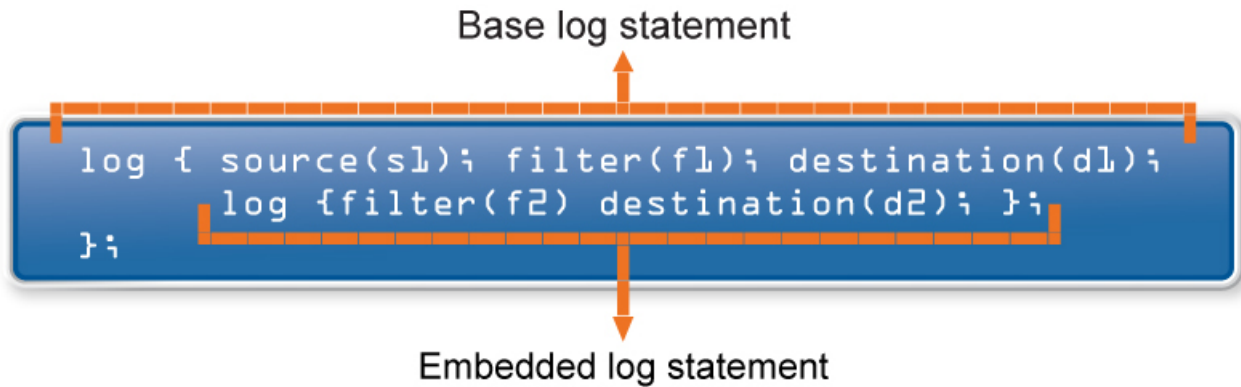 Base log statement
log { source(s1); filter(f1); destination(d1);
log {filter(f2) destination(d2); };
};
Embedded log statement